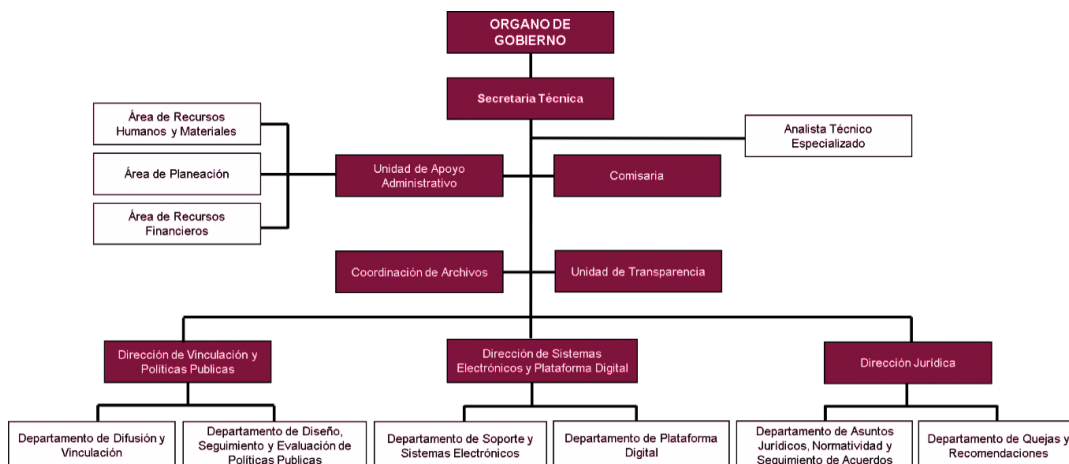 ORGANO DE
GOBIERNO
Secretaria Técnica
Área de Recursos
Humanos y Materiales
Analista Técnico
Especializado
Área de Planeación
Unidad de Apoyo
Administrativo
Comisaria
Área de Recursos
Financieros
Coordinación de Archivos
Unidad de Transparencia
Dirección de Vinculación y
Políticas Publicas
Dirección de Sistemas
Electrónicos y Plataforma Digital
Dirección Jurídica
Departamento de Difusión y
Vinculación
Departamento de Diseño,
Seguimiento y Evaluación de
Políticas Publicas
Departamento de Soporte y
Sistemas Electrónicos
Departamento de Plataforma
Digital
Departamento de Asuntos
Jurídicos, Normatividad y
Seguimiento de Acuerdos
Departamento de Quejas y
Recomendaciones